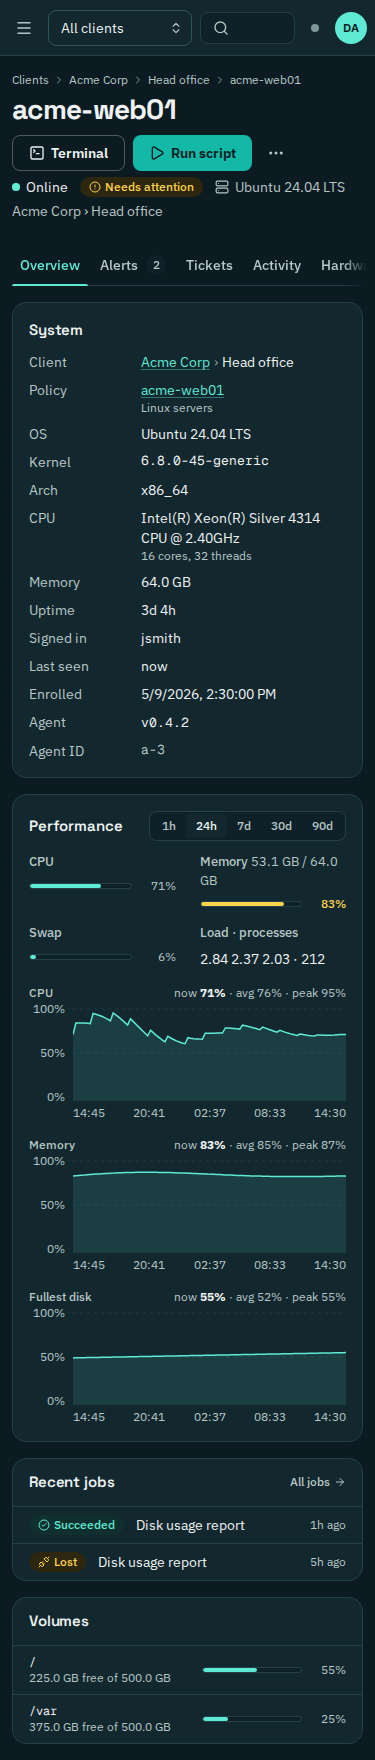 All clients
DA
Clients > Acme Corp > Head office > acme-web01
acme-web01
Terminal
Run script
Online
Needs attention
Ubuntu 24.04 LTS
Acme Corp › Head office
Overview
Alerts 2
Tickets
Activity
Hardw
System
Client Acme Corp › Head office
Policy acme-web01
Linux servers
OS Ubuntu 24.04 LTS
Kernel 6.8.0-45-generic
Arch x86_64
CPU Intel(R) Xeon(R) Silver 4314
CPU @ 2.40GHz
16 cores, 32 threads
Memory 64.0 GB
Uptime 3d 4h
Signed in jsmith
Last seen now
Enrolled 5/9/2026, 2:30:00 PM
Agent v0.4.2
Agent ID a-3
Performance
1h 24h 7d 30d 90d
CPU
71%
Memory 53.1 GB / 64.0
GB
83%
Swap
6%
Load · processes
2.84 2.37 2.03 · 212
CPU now 71% · avg 76% · peak 95%
100%
50%
0%
14:45 20:41 02:37 08:33 14:30
Memory now 83% · avg 85% · peak 87%
100%
50%
0%
14:45 20:41 02:37 08:33 14:30
Fullest disk now 55% · avg 52% · peak 55%
100%
50%
0%
14:45 20:41 02:37 08:33 14:30
Recent jobs All jobs →
Succeeded Disk usage report 1h ago
Lost Disk usage report 5h ago
Volumes
/
225.0 GB free of 500.0 GB
55%
/var
375.0 GB free of 500.0 GB
25%